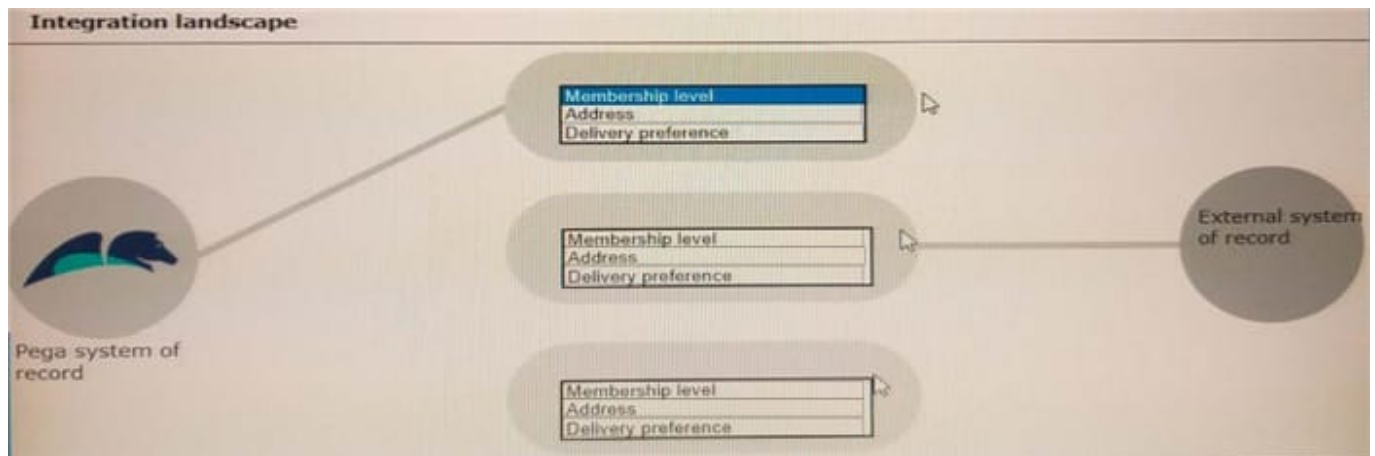 Integration landscape
Membership level
Address
Delivery preference
Membership level
Address
Delivery preference
External system
of record
Pega system of
record
Membership level
Address
Delivery preference